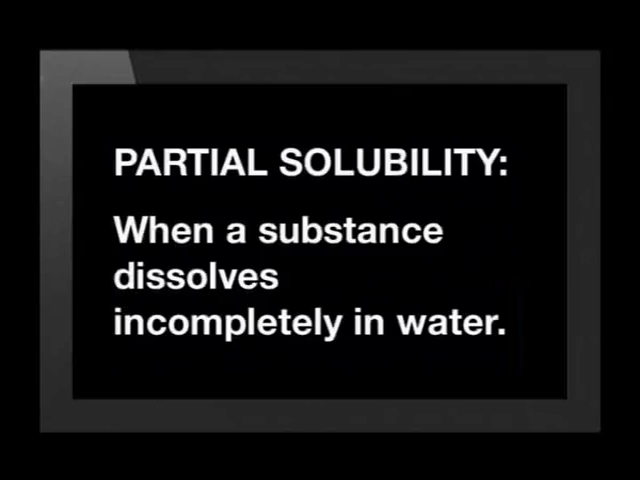 PARTIAL SOLUBILITY:
When a substance
dissolves
incompletely in water.